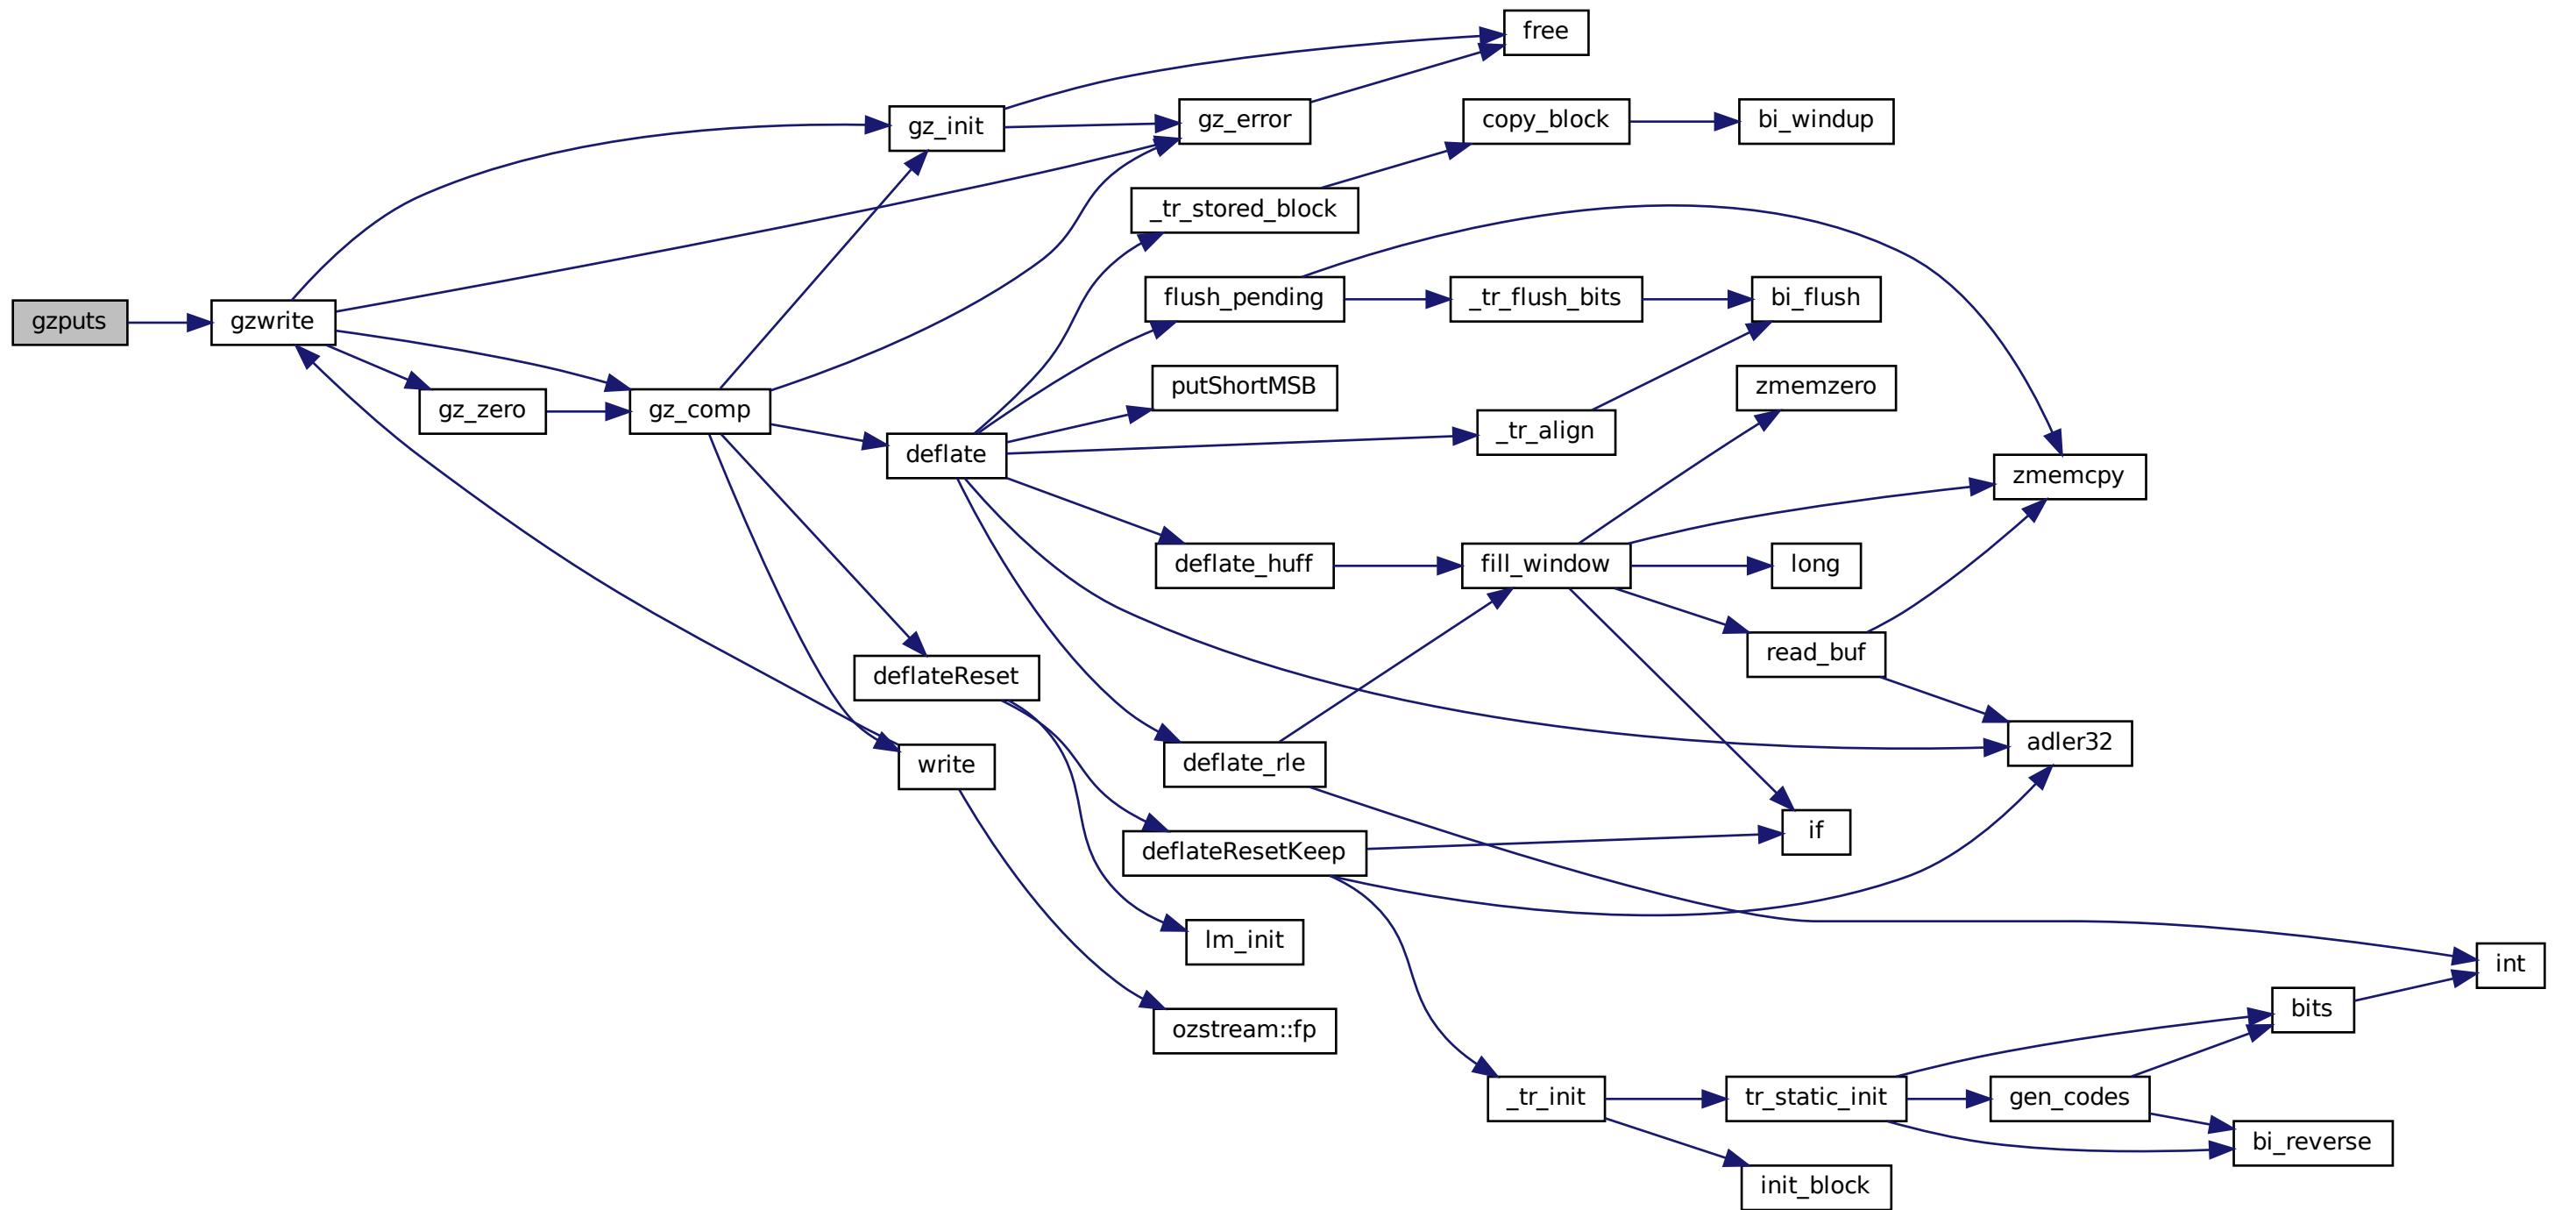 free
gz_init
gz_error
copy_block
bi_windup
_tr_stored_block
flush_pending
_tr_flush_bits
bi_flush
gzputs
gzwrite
putShortMSB
zmemzero
gz_zero
gz_comp
_tr_align
deflate
zmemcpy
deflate_huff
fill_window
long
read_buf
deflateReset
adler32
write
deflate_rle
if
deflateResetKeep
lm_init
int
bits
ozstream::fp
_tr_init
tr_static_init
gen_codes
bi_reverse
init_block